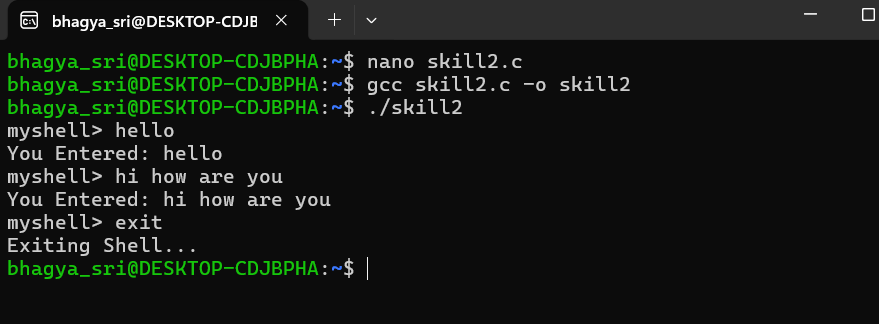 bhagya_sri@DESKTOP-CDJB
bhagya_sri@DESKTOP-CDJBPHA:~$ nano skill2.c
bhagya_sri@DESKTOP-CDJBPHA:~$ gcc skill2.c -o skill2
bhagya_sri@DESKTOP-CDJBPHA:~$ ./skill2
myshell> hello
You Entered: hello
myshell> hi how are you
You Entered: hi how are you
myshell> exit
Exiting Shell...
bhagya_sri@DESKTOP-CDJBPHA:~$